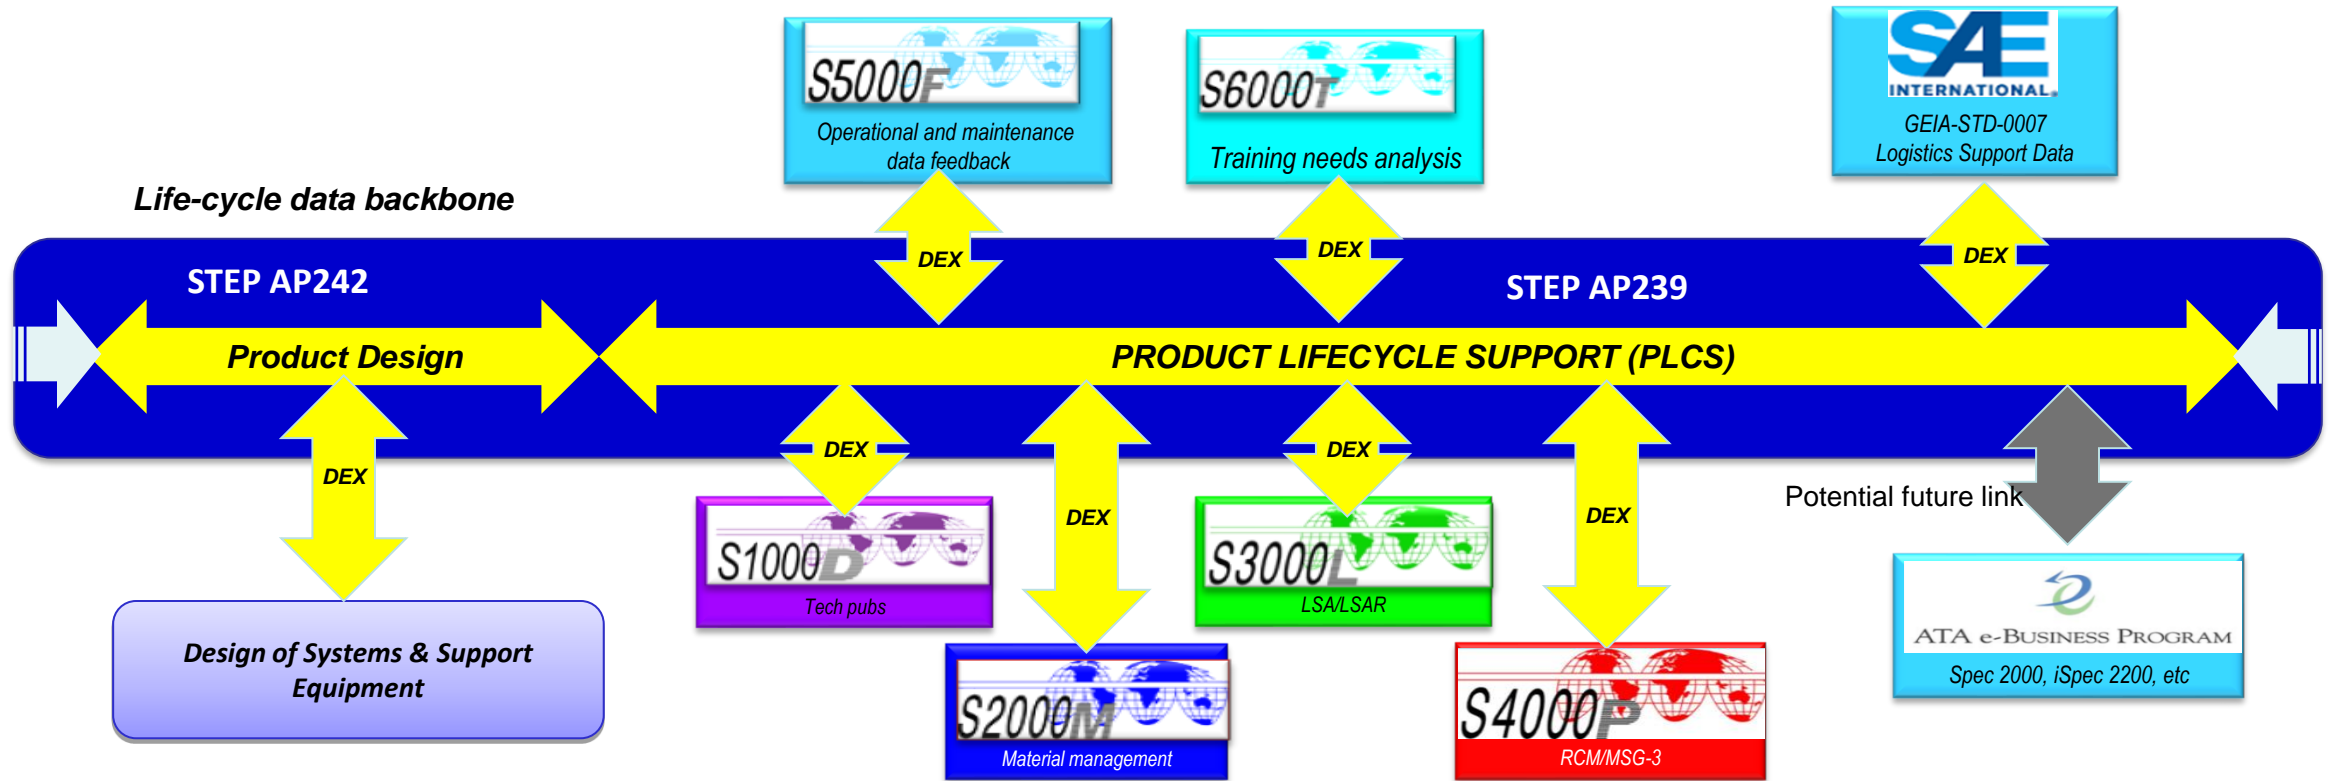 S5000F
Operational and maintenance
data feedback
S6000T
Training needs analysis
SAE
INTERNATIONAL®
GEIA-STD-0007
Logistics Support Data
Life-cycle data backbone
STEP AP242
STEP AP239
DEX
DEX
DEX
Product Design
PRODUCT LIFECYCLE SUPPORT (PLCS)
DEX
DEX
DEX
DEX
DEX
Potential future link
S1000D
Tech pubs
S3000L
LSA/LSAR
Design of Systems & Support
Equipment
S2000M
Material management
S4000P
RCM/MSG-3
ATA e-BUSINESS PROGRAM
Spec 2000, iSpec 2200, etc